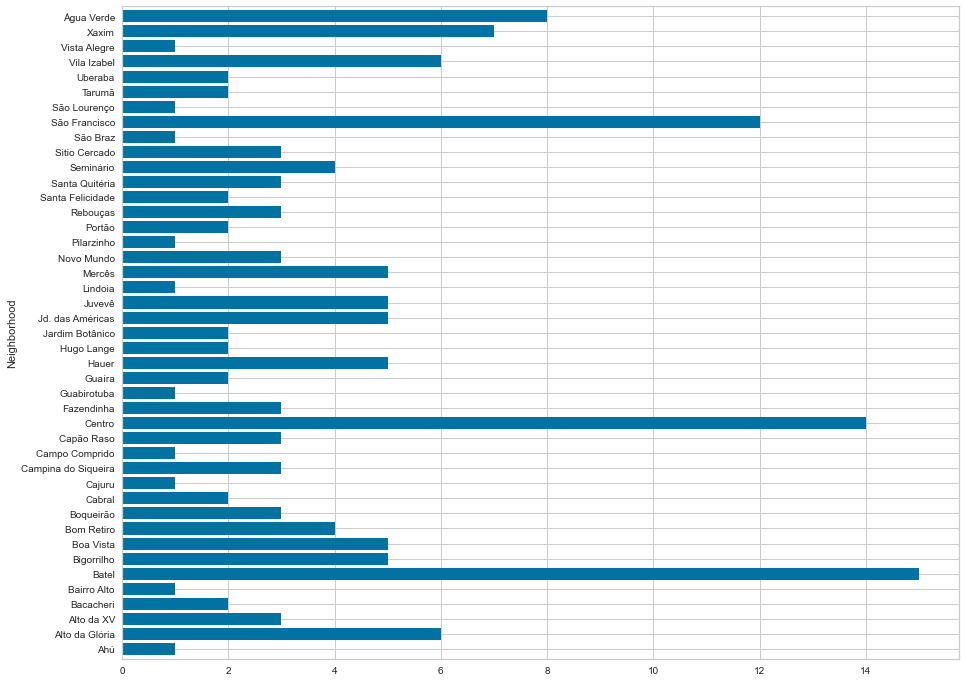 Água Verde
Xaxim
Vista Alegre
Vila Izabel
Uberaba
Tarumã
São Lourenço
São Francisco
São Braz
Sitio Cercado
Seminário
Santa Quitéria
Santa Felicidade
Rebouças
Portão
Pilarzinho
Novo Mundo
Mercês
Lindoia
Juvevê
Jd. das Américas
Jardim Botânico
Hugo Lange
Hauer
Guaira
Guabirotuba
Fazendinha
Centro
Capão Raso
Campo Comprido
Campina do Siqueira
Cajuru
Cabral
Boqueirão
Bom Retiro
Boa Vista
Bigorrilho
Batel
Bairro Alto
Bacacheri
Alto da XV
Alto da Glória
Ahú
Neighborhood
0 2 4 6 8 10 12 14